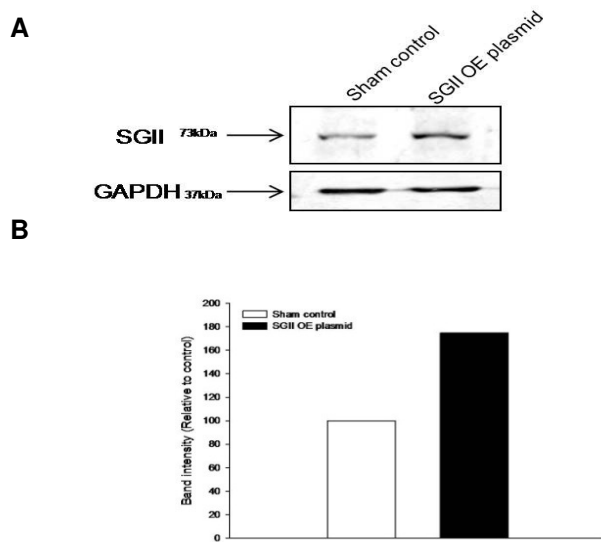 A
Sham control
SGII OE plasmid
SGII 73kDa
GAPDH 37kDa
B
Band intensity (Relative to control)
200
180
160
140
120
100
80
60
40
20
0
Sham control
SGII OE plasmid